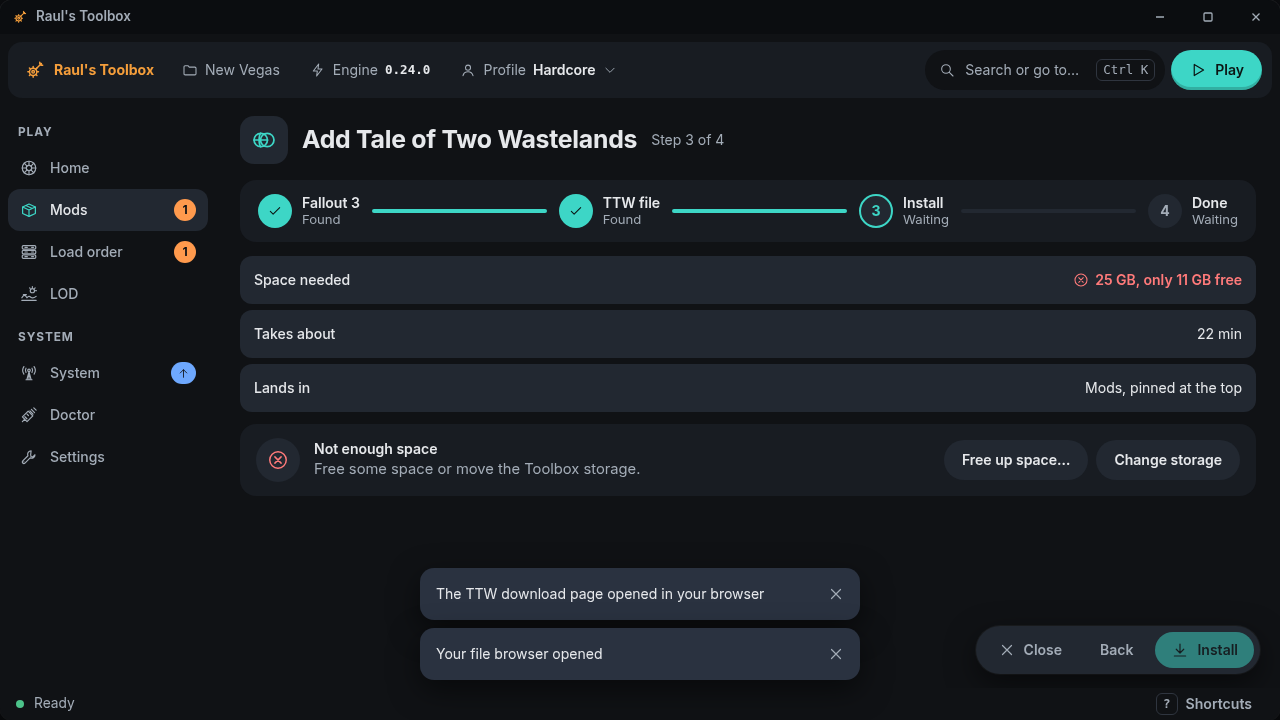 Raul's Toolbox
Raul's Toolbox
New Vegas
Engine 0.24.0
Profile Hardcore
Search or go to...
Ctrl K
Play
PLAY
Home
Mods
1
Load order
1
LOD
SYSTEM
System
Doctor
Settings
Add Tale of Two Wastelands
Step 3 of 4
Fallout 3
Found
TTW file
Found
3
Install
Waiting
4
Done
Waiting
Space needed
25 GB, only 11 GB free
Takes about
22 min
Lands in
Mods, pinned at the top
Not enough space
Free some space or move the Toolbox storage.
Free up space...
Change storage
The TTW download page opened in your browser
Your file browser opened
Close
Back
Install
Ready
? Shortcuts